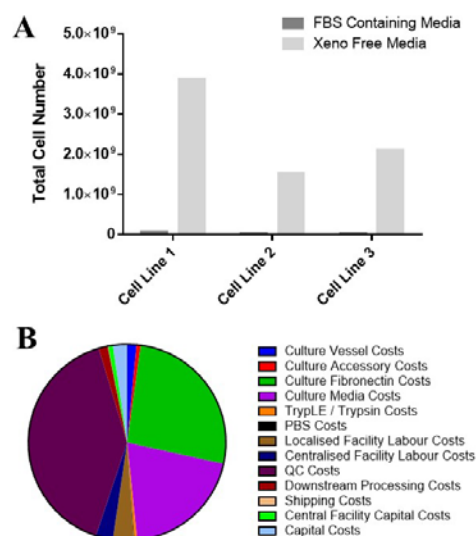 A
FBS Containing Media
Xeno Free Media
Total Cell Number
5.0×10⁹
4.0×10⁹
3.0×10⁹
2.0×10⁹
1.0×10⁹
0
Cell Line 1
Cell Line 2
Cell Line 3
B
Culture Vessel Costs
Culture Accessory Costs
Culture Fibronectin Costs
Culture Media Costs
TrypLE / Trypsin Costs
PBS Costs
Localised Facility Labour Costs
Centralised Facility Labour Costs
QC Costs
Downstream Processing Costs
Shipping Costs
Central Facility Capital Costs
Capital Costs